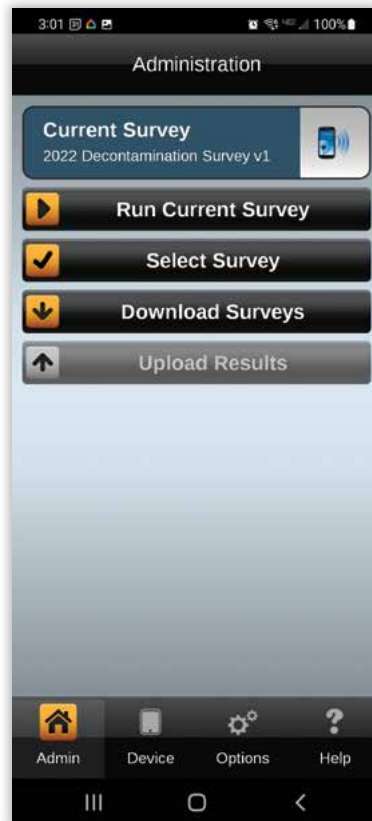 3:01 100%
Administration
Current Survey
2022 Decontamination Survey v1
Run Current Survey
Select Survey
Download Surveys
Upload Results
Admin Device Options Help